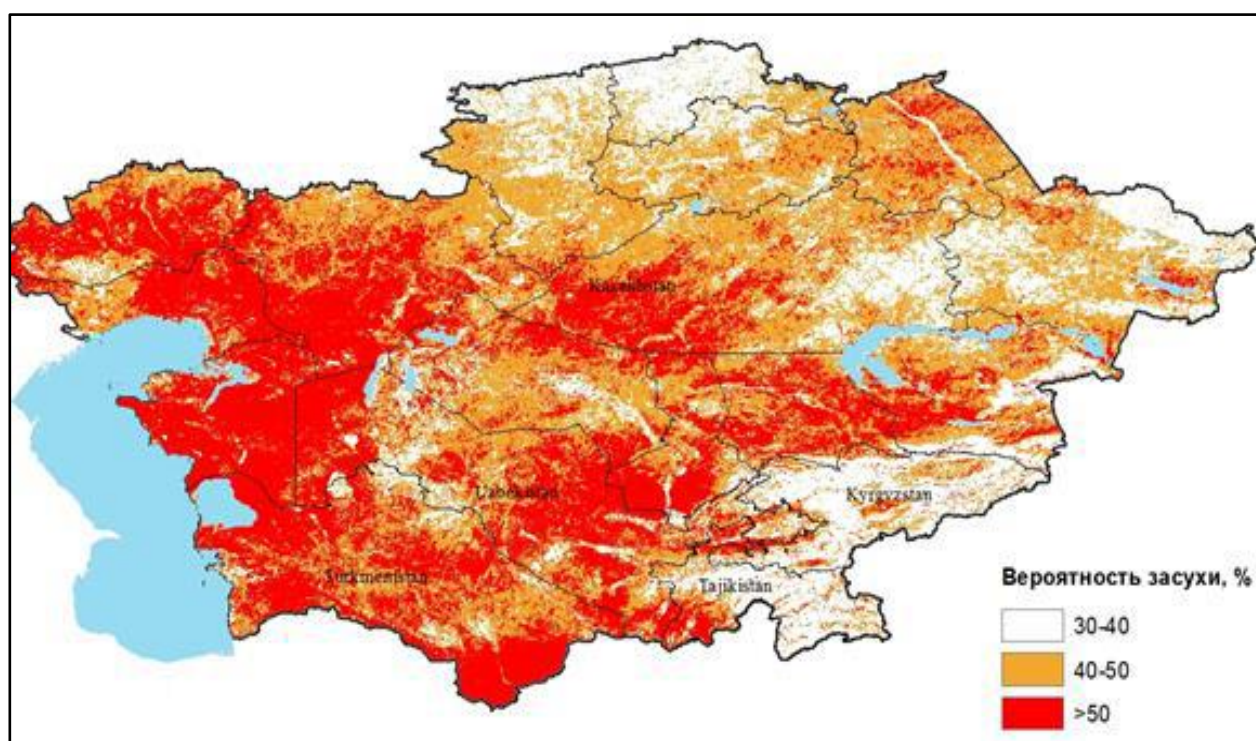 Kazakhstan
Uzbekistan
Kyrgyzstan
Turkmenistan
Tajikistan
Вероятность засухи, %
30-40
40-50
>50